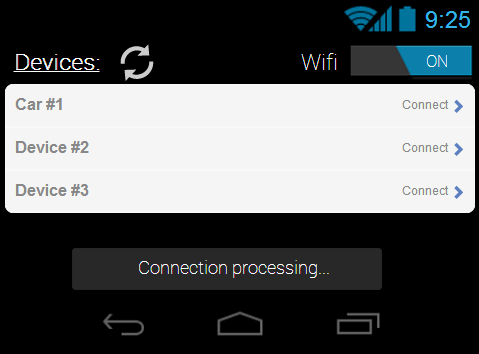 9:25
Devices:
Wifi
ON
Car #1
Connect
Device #2
Connect
Device #3
Connect
Connection processing...